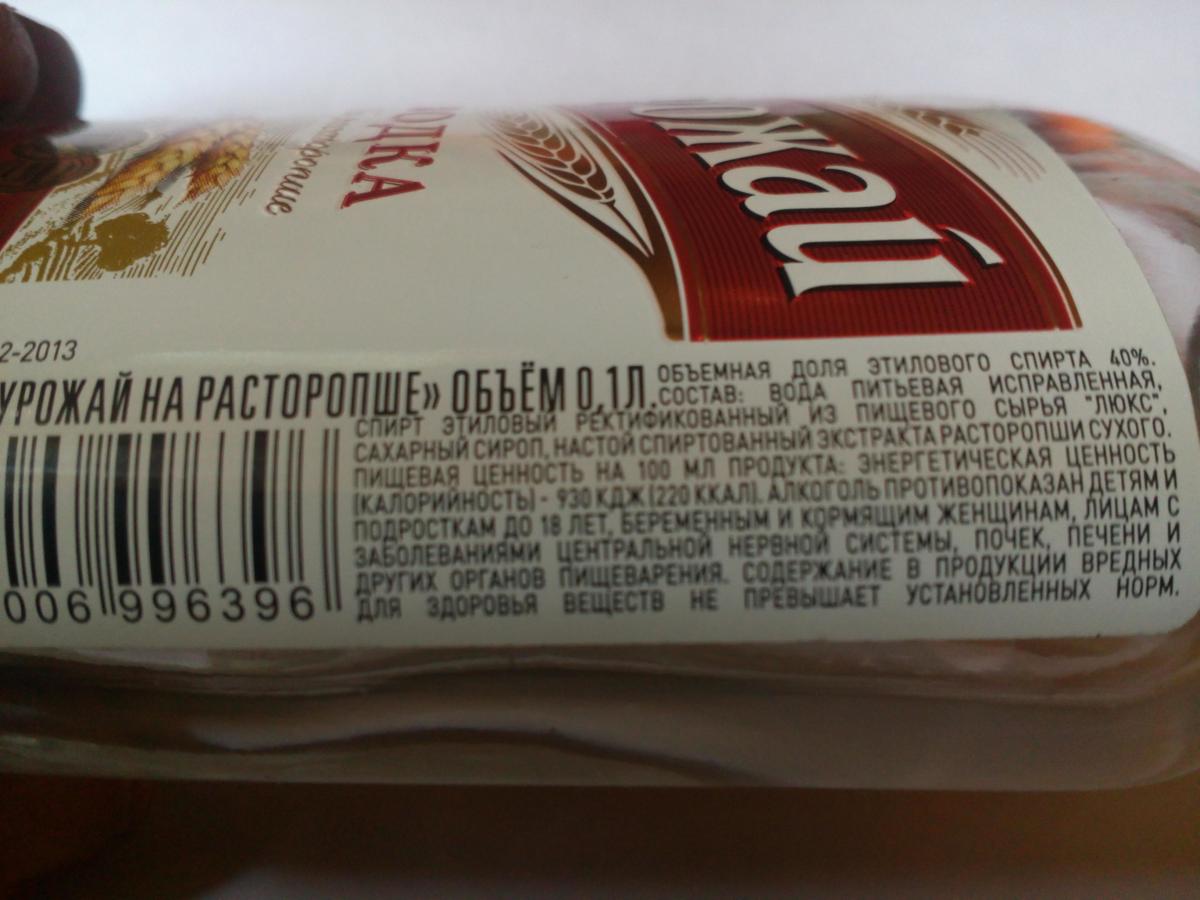 ВОДКА
2-2013
УРОЖАЙ НА РАСТОРОПШЕ» ОБЪЁМ 0,1Л.
ОБЪЕМНАЯ ДОЛЯ ЭТИЛОВОГО СПИРТА 40%.
СОСТАВ: ВОДА ПИТЬЕВАЯ ИСПРАВЛЕННАЯ,
СПИРТ ЭТИЛОВЫЙ РЕКТИФИКОВАННЫЙ ИЗ ПИЩЕВОГО СЫРЬЯ "ЛЮКС",
САХАРНЫЙ СИРОП, НАСТОЙ СПИРТОВАННЫЙ ЭКСТРАКТА РАСТОРОПШИ СУХОГО.
ПИЩЕВАЯ ЦЕННОСТЬ НА 100 МЛ ПРОДУКТА: ЭНЕРГЕТИЧЕСКАЯ ЦЕННОСТЬ
(КАЛОРИЙНОСТЬ) - 930 КДЖ (220 ККАЛ). АЛКОГОЛЬ ПРОТИВОПОКАЗАН ДЕТЯМ И
ПОДРОСТКАМ ДО 18 ЛЕТ, БЕРЕМЕННЫМ И КОРМЯЩИМ ЖЕНЩИНАМ, ЛИЦАМ С
ЗАБОЛЕВАНИЯМИ ЦЕНТРАЛЬНОЙ НЕРВНОЙ СИСТЕМЫ, ПОЧЕК, ПЕЧЕНИ И
ДРУГИХ ОРГАНОВ ПИЩЕВАРЕНИЯ. СОДЕРЖАНИЕ В ПРОДУКЦИИ ВРЕДНЫХ
ДЛЯ ЗДОРОВЬЯ ВЕЩЕСТВ НЕ ПРЕВЫШАЕТ УСТАНОВЛЕННЫХ НОРМ.
006 996396
ожай